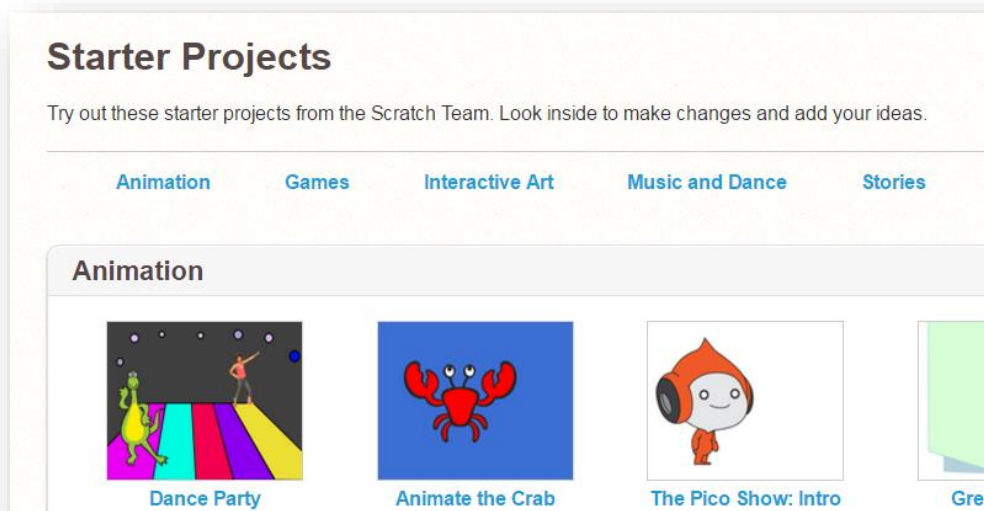 Starter Projects
Try out these starter projects from the Scratch Team. Look inside to make changes and add your ideas.
Animation Games Interactive Art Music and Dance Stories
Animation
Dance Party Animate the Crab The Pico Show: Intro